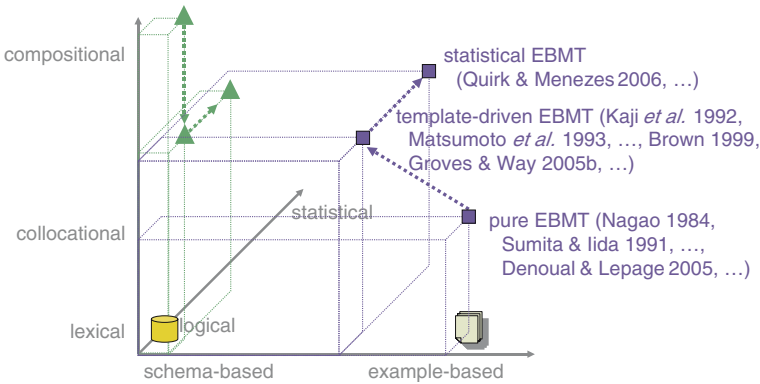 compositional
statistical EBMT
(Quirk & Menezes 2006, …)
template-driven EBMT (Kaji et al. 1992,
Matsumoto et al. 1993, …, Brown 1999,
Groves & Way 2005b, …)
statistical
collocational
pure EBMT (Nagao 1984,
Sumita & Iida 1991, …,
Denoual & Lepage 2005, …)
lexical
logical
schema-based
example-based